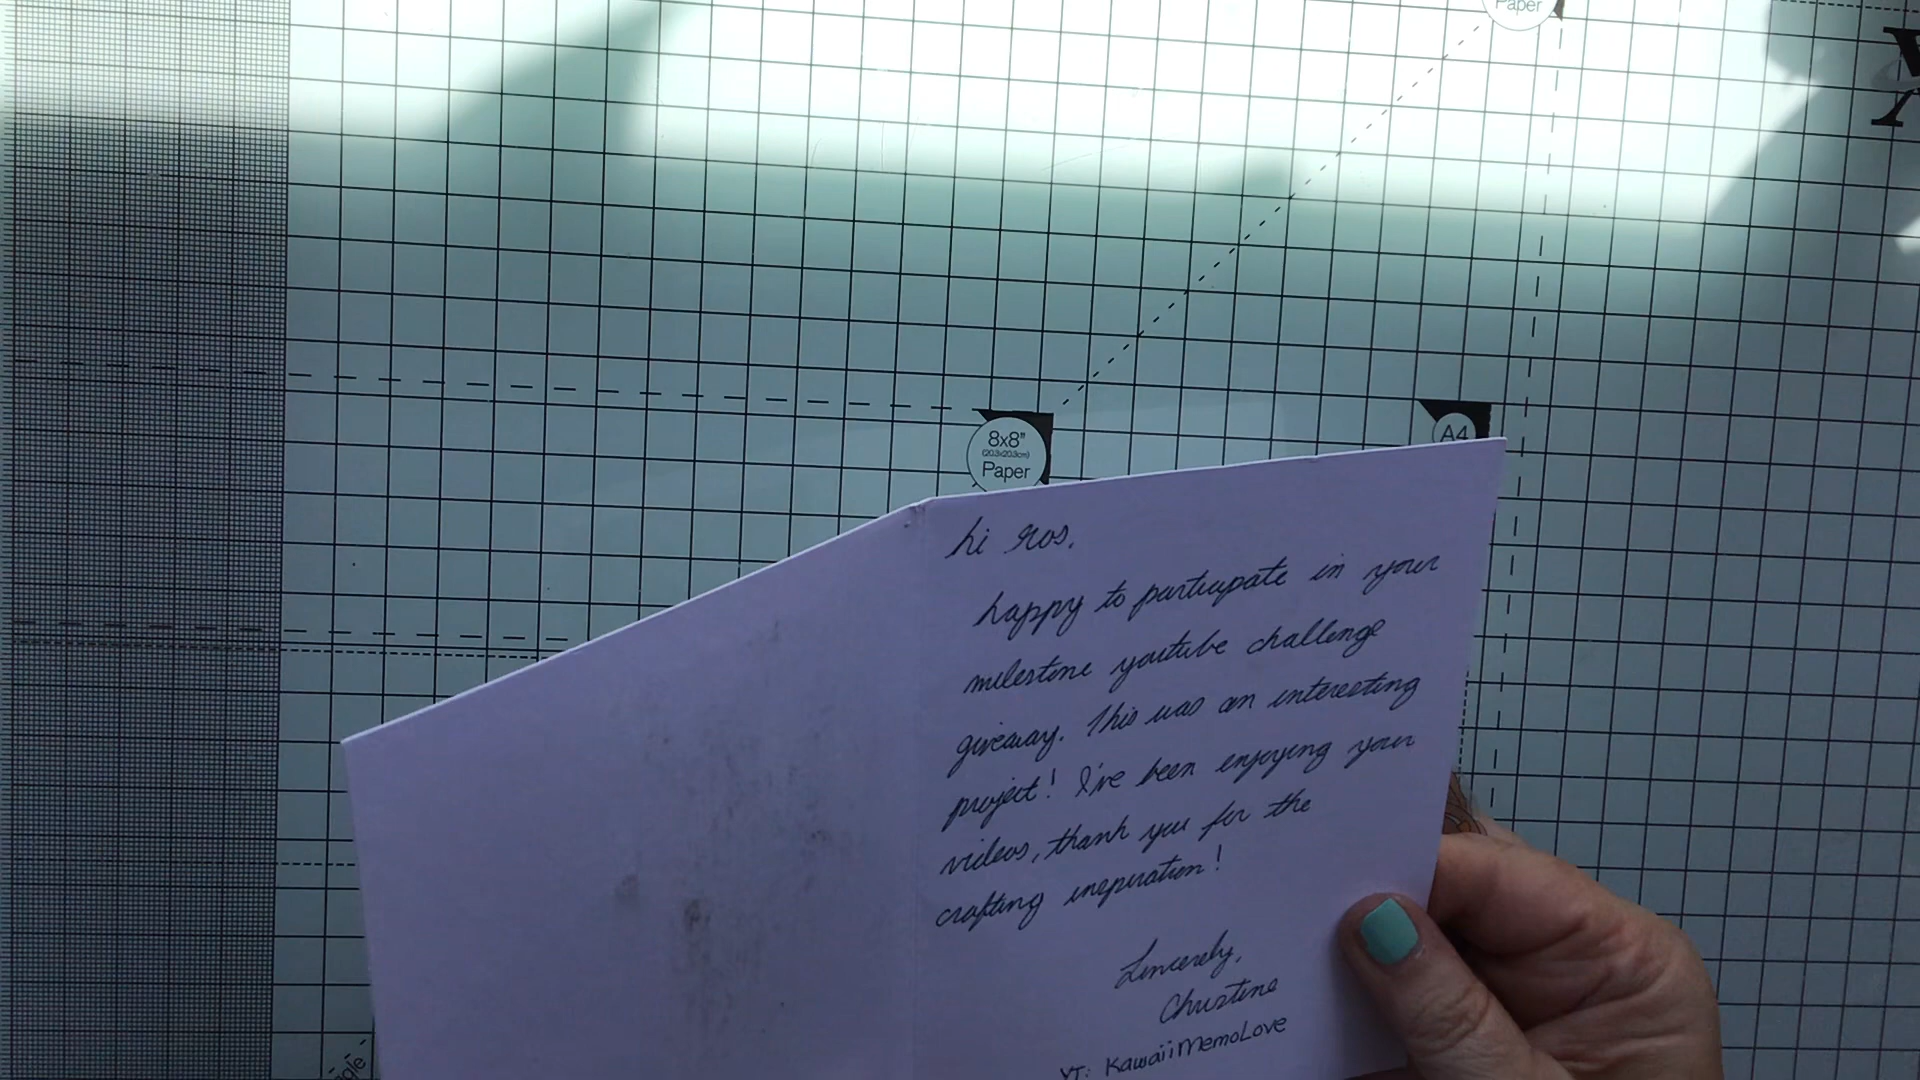 Paper
8x8"
(20.3x20.3cm)
Paper
A4
hi Ros,
happy to participate in your
milestone youtube challenge
giveaway. This was an interesting
project! I've been enjoying your
videos, thank you for the
crafting inspiration!
Sincerely,
Christine
YT: KawaiiMemoLove